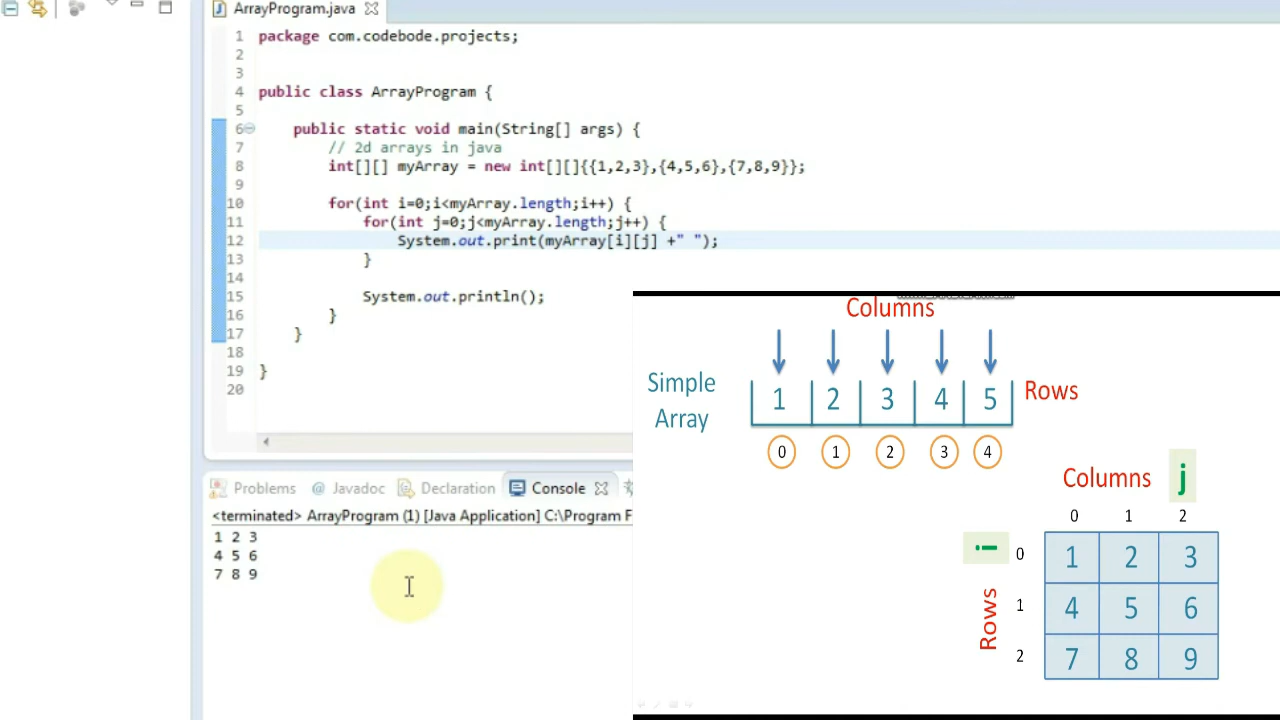 ArrayProgram.java
1 package com.codebode.projects;
2
3
4 public class ArrayProgram {
5
6 public static void main(String[] args) {
7 // 2d arrays in java
8 int[][] myArray = new int[][]{{1,2,3},{4,5,6},{7,8,9}};
9
10 for(int i=0;i<myArray.length;i++) {
11 for(int j=0;j<myArray.length;j++) {
12 System.out.print(myArray[i][j] +" ");
13 }
14
15 System.out.println();
16 }
17 }
18
19 }
20
Problems @ Javadoc Declaration Console
<terminated> ArrayProgram (1) [Java Application] C:\Program F
1 2 3
4 5 6
7 8 9
Columns
Simple
Array
1 2 3 4 5
Rows
0 1 2 3 4
Columns j
0 1 2
i
Rows
0 1 2 3
1 4 5 6
2 7 8 9